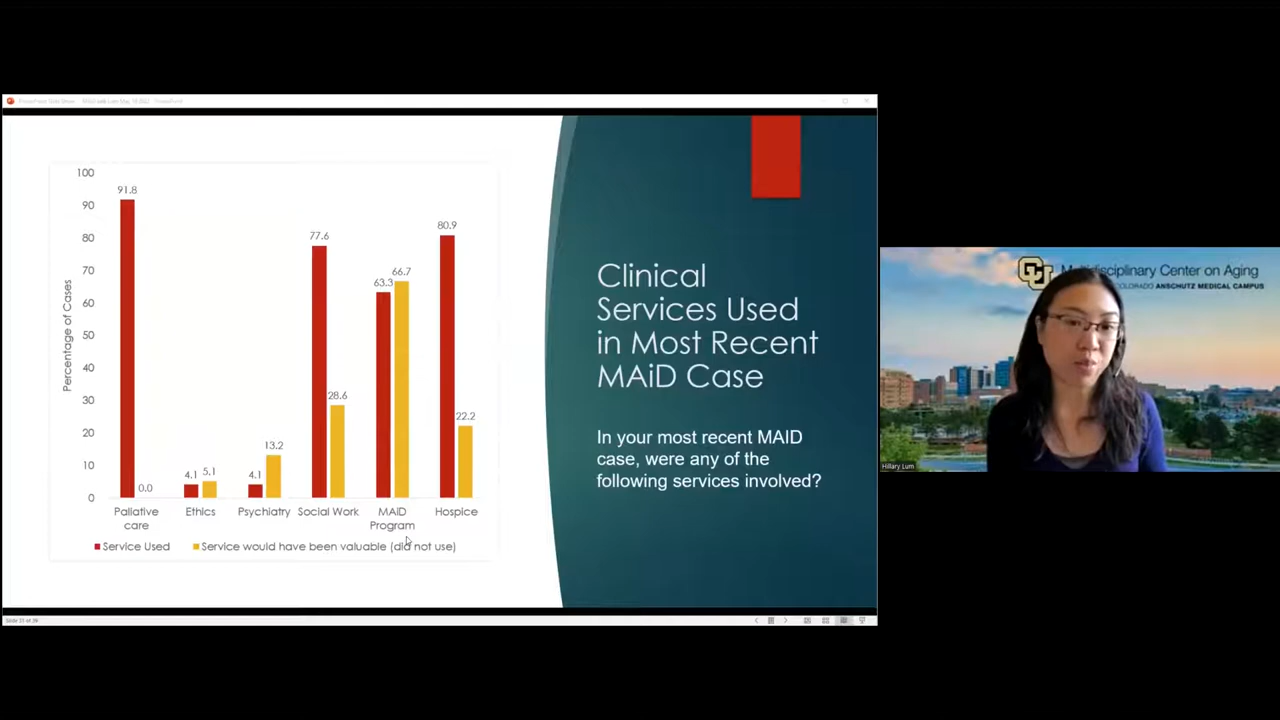 100
90
80
70
60
50
40
30
20
10
0
Percentage of Cases
91.8
0.0
4.1
5.1
4.1
13.2
77.6
28.6
63.3
66.7
80.9
22.2
Palliative care
Ethics
Psychiatry
Social Work
MAiD Program
Hospice
Service Used
Service would have been valuable (did not use)
Clinical
Services Used
in Most Recent
MAiD Case
In your most recent MAID
case, were any of the
following services involved?
CU
Multidisciplinary Center on Aging
COLORADO ANSCHUTZ MEDICAL CAMPUS
Hillary Lum